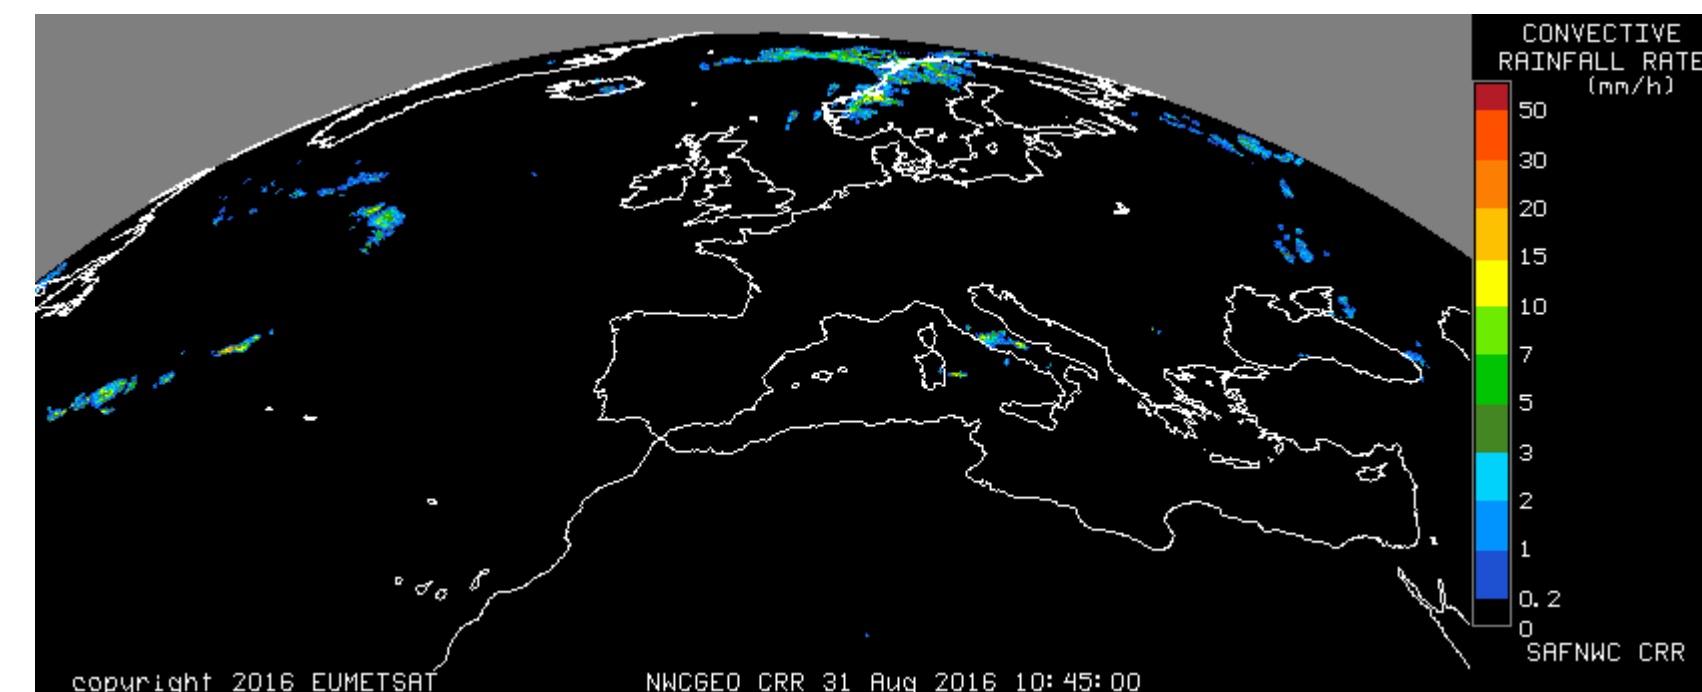 CONVECTIVE
RAINFALL RATE
(mm/h)
50
30
20
15
10
7
5
3
2
1
0.2
0
SAFNWC CRR
copyright 2016 EUMETSAT
NWCGEO CRR 31 Aug 2016 10:45:00